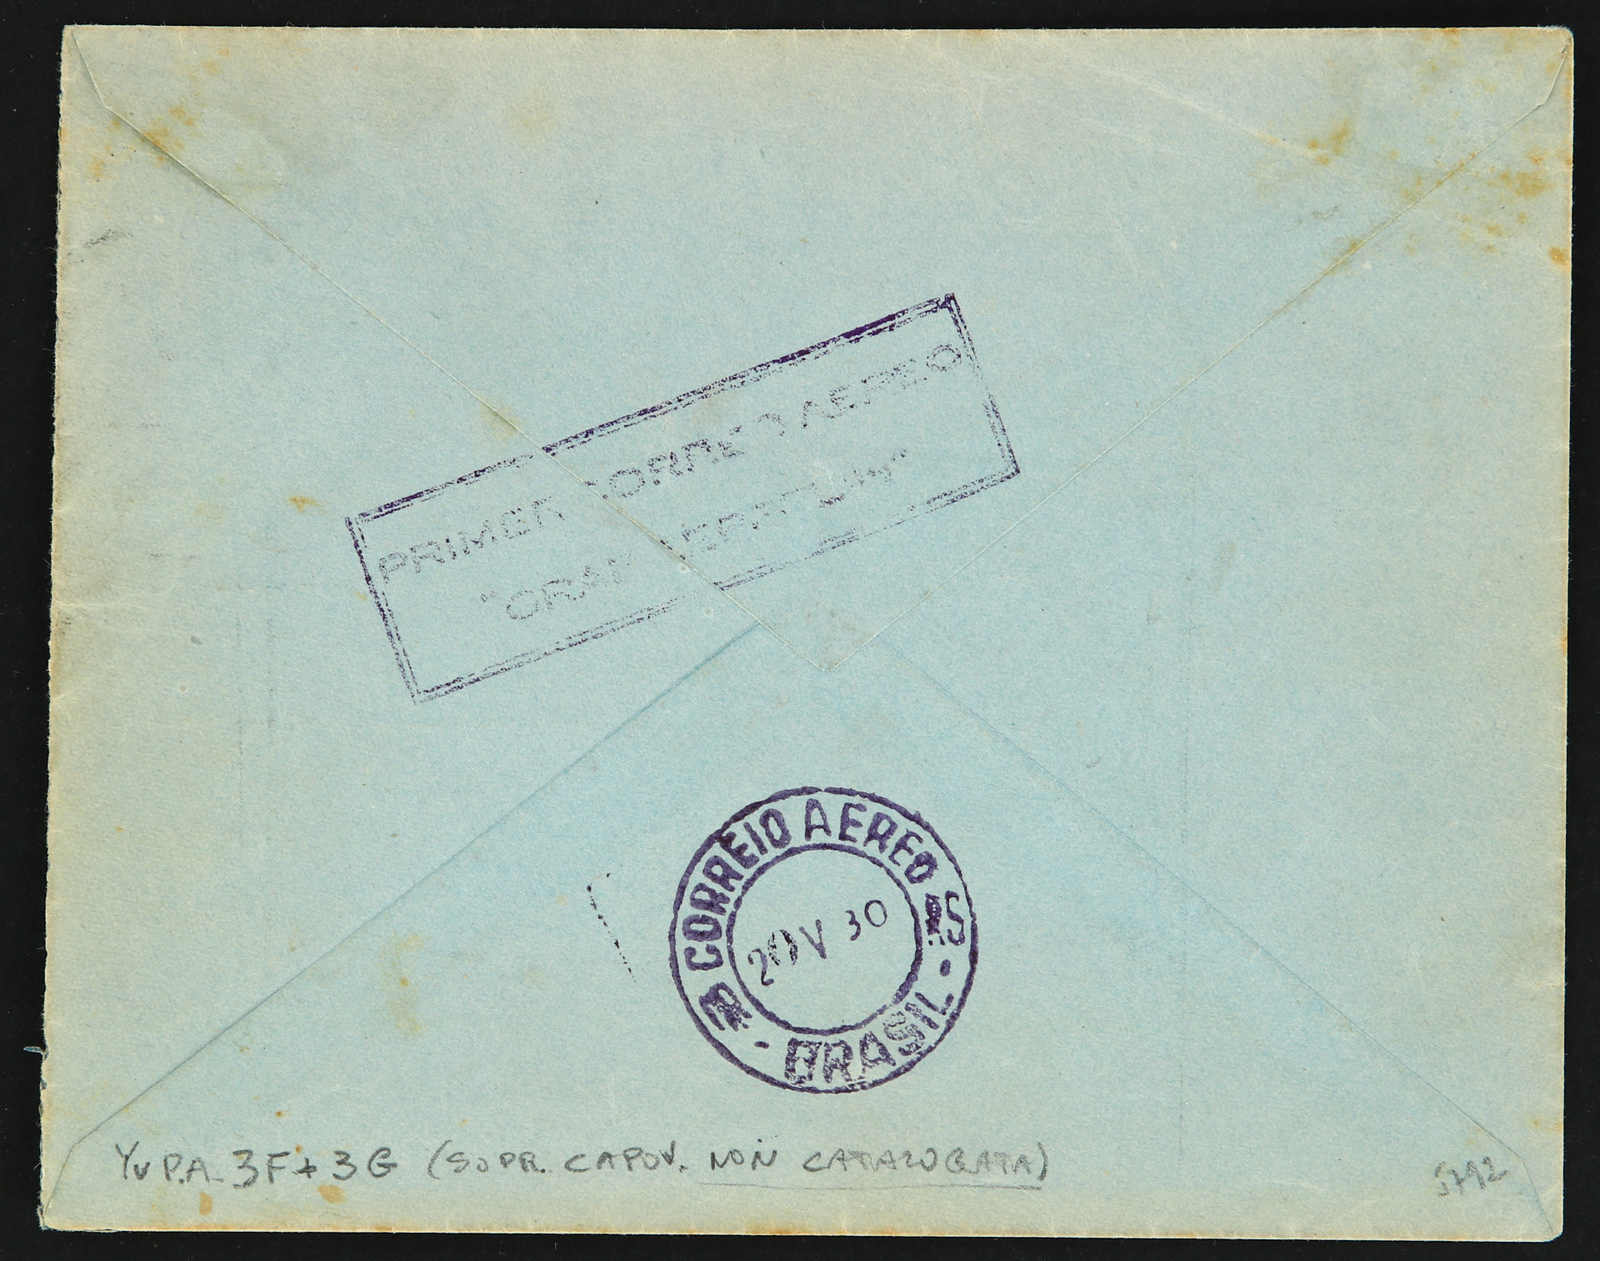 PRIMER CORREO AEREO
"GRAF ZEPPELIN"
CORREIO AEREO
20 V 30
BRASIL
Yv P.A. 3F + 3G (SOPR. CAPOV. NON CATALOGATA)